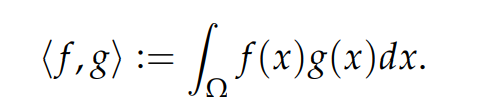 ⟨f, g⟩ := ∫_Ω f(x)g(x)dx.